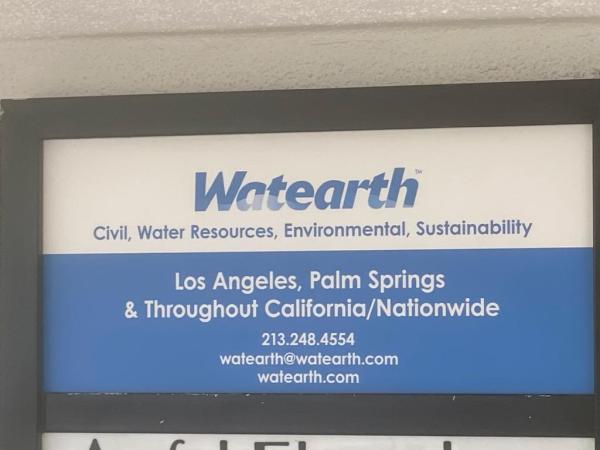 Watearth™
Civil, Water Resources, Environmental, Sustainability
Los Angeles, Palm Springs
& Throughout California/Nationwide
213.248.4554
watearth@watearth.com
watearth.com